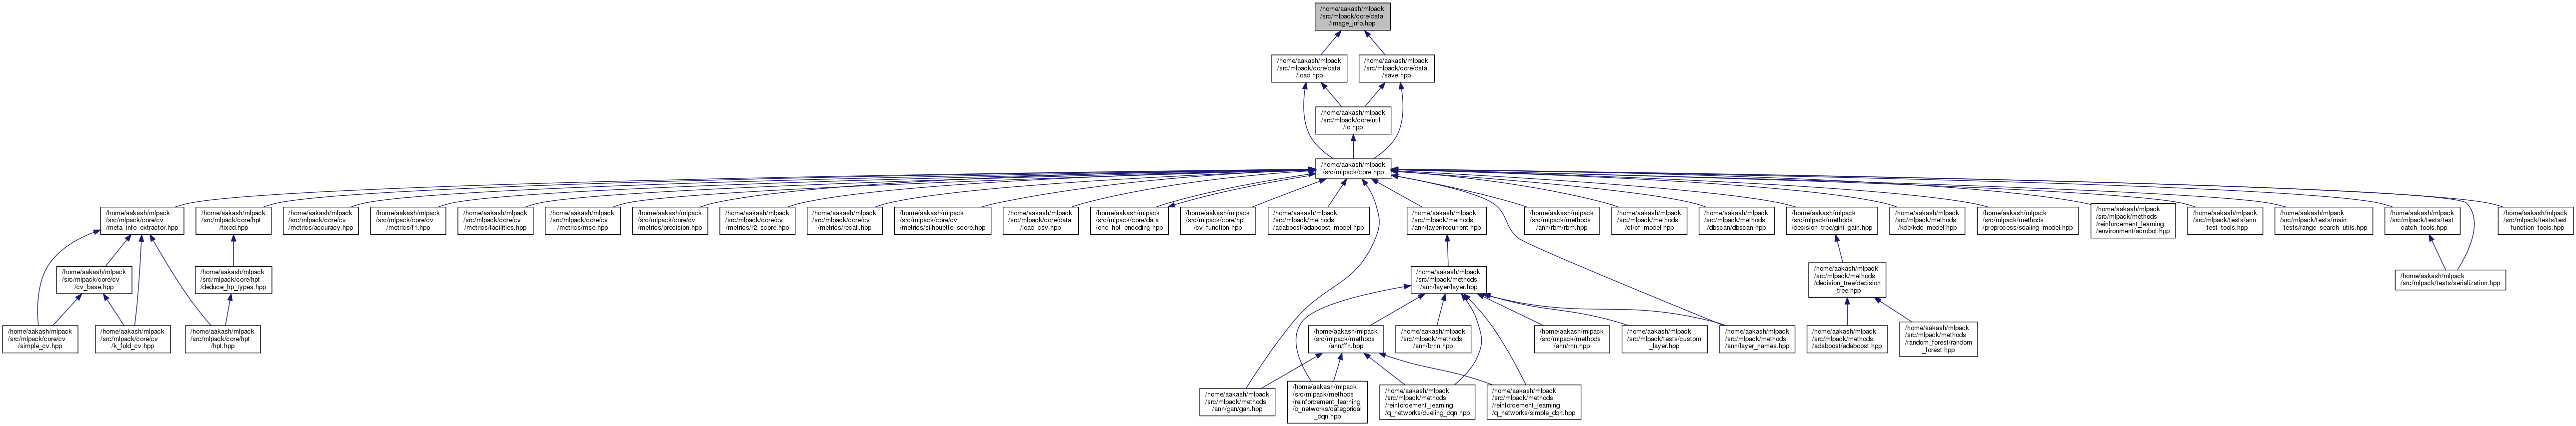 /home/aakash/mlpack
/src/mlpack/core/data
/image_info.hpp
/home/aakash/mlpack
/src/mlpack/core/data
/load.hpp
/home/aakash/mlpack
/src/mlpack/core/data
/save.hpp
/home/aakash/mlpack
/src/mlpack/core/util
/io.hpp
/home/aakash/mlpack
/src/mlpack/core.hpp
/home/aakash/mlpack
/src/mlpack/core/cv
/meta_info_extractor.hpp
/home/aakash/mlpack
/src/mlpack/core/hpt
/fixed.hpp
/home/aakash/mlpack
/src/mlpack/core/cv
/metrics/accuracy.hpp
/home/aakash/mlpack
/src/mlpack/core/cv
/metrics/f1.hpp
/home/aakash/mlpack
/src/mlpack/core/cv
/metrics/facilities.hpp
/home/aakash/mlpack
/src/mlpack/core/cv
/metrics/mse.hpp
/home/aakash/mlpack
/src/mlpack/core/cv
/metrics/precision.hpp
/home/aakash/mlpack
/src/mlpack/core/cv
/metrics/r2_score.hpp
/home/aakash/mlpack
/src/mlpack/core/cv
/metrics/recall.hpp
/home/aakash/mlpack
/src/mlpack/core/cv
/metrics/silhouette_score.hpp
/home/aakash/mlpack
/src/mlpack/core/data
/load_csv.hpp
/home/aakash/mlpack
/src/mlpack/core/data
/one_hot_encoding.hpp
/home/aakash/mlpack
/src/mlpack/core/hpt
/cv_function.hpp
/home/aakash/mlpack
/src/mlpack/methods
/adaboost/adaboost_model.hpp
/home/aakash/mlpack
/src/mlpack/methods
/ann/layer/recurrent.hpp
/home/aakash/mlpack
/src/mlpack/methods
/ann/rbm/rbm.hpp
/home/aakash/mlpack
/src/mlpack/methods
/cf/cf_model.hpp
/home/aakash/mlpack
/src/mlpack/methods
/dbscan/dbscan.hpp
/home/aakash/mlpack
/src/mlpack/methods
/decision_tree/gini_gain.hpp
/home/aakash/mlpack
/src/mlpack/methods
/kde/kde_model.hpp
/home/aakash/mlpack
/src/mlpack/methods
/preprocess/scaling_model.hpp
/home/aakash/mlpack
/src/mlpack/methods
/reinforcement_learning
/environment/acrobot.hpp
/home/aakash/mlpack
/src/mlpack/tests/ann
_test_tools.hpp
/home/aakash/mlpack
/src/mlpack/tests/main
_tests/range_search_utils.hpp
/home/aakash/mlpack
/src/mlpack/tests/test
_catch_tools.hpp
/home/aakash/mlpack
/src/mlpack/tests/test
_function_tools.hpp
/home/aakash/mlpack
/src/mlpack/core/cv
/cv_base.hpp
/home/aakash/mlpack
/src/mlpack/core/hpt
/deduce_hp_types.hpp
/home/aakash/mlpack
/src/mlpack/methods
/ann/layer/layer.hpp
/home/aakash/mlpack
/src/mlpack/methods
/decision_tree/decision
_tree.hpp
/home/aakash/mlpack
/src/mlpack/tests/serialization.hpp
/home/aakash/mlpack
/src/mlpack/core/cv
/simple_cv.hpp
/home/aakash/mlpack
/src/mlpack/core/cv
/k_fold_cv.hpp
/home/aakash/mlpack
/src/mlpack/core/hpt
/hpt.hpp
/home/aakash/mlpack
/src/mlpack/methods
/ann/ffn.hpp
/home/aakash/mlpack
/src/mlpack/methods
/ann/brnn.hpp
/home/aakash/mlpack
/src/mlpack/methods
/ann/rnn.hpp
/home/aakash/mlpack
/src/mlpack/tests/custom
_layer.hpp
/home/aakash/mlpack
/src/mlpack/methods
/ann/layer_names.hpp
/home/aakash/mlpack
/src/mlpack/methods
/adaboost/adaboost.hpp
/home/aakash/mlpack
/src/mlpack/methods
/random_forest/random
_forest.hpp
/home/aakash/mlpack
/src/mlpack/methods
/ann/gan/gan.hpp
/home/aakash/mlpack
/src/mlpack/methods
/reinforcement_learning
/q_networks/categorical
_dqn.hpp
/home/aakash/mlpack
/src/mlpack/methods
/reinforcement_learning
/q_networks/dueling_dqn.hpp
/home/aakash/mlpack
/src/mlpack/methods
/reinforcement_learning
/q_networks/simple_dqn.hpp